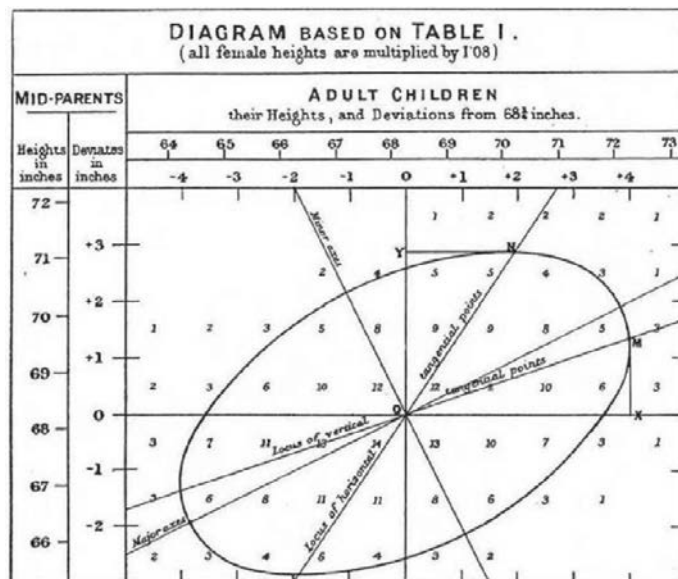 DIAGRAM BASED ON TABLE I.
(all female heights are multiplied by 1'08)
MID-PARENTS
ADULT CHILDREN
their Heights, and Deviations from 68¼ inches.
Heights in inches
Deviates in inches
64 65 66 67 68 69 70 71 72 73
-4 -3 -2 -1 0 +1 +2 +3 +4
72
1 2 2 2 1
Minor axes
+3
Y N
71
2 4 5 5 4 3 1
+2
tangential points
70
1 2 3 5 8 9 9 8 5 3
M
+1
tangential points
69
2 3 6 10 12 12 10 6 3
0
O X
68
Locus of vertical
3 7 11 13 14 13 10 7 3 1
-1
67
3 6 8 11 11 8 6 3 1
Major axes
Locus of horizontal
-2
66
2 3 4 6 4 3 2